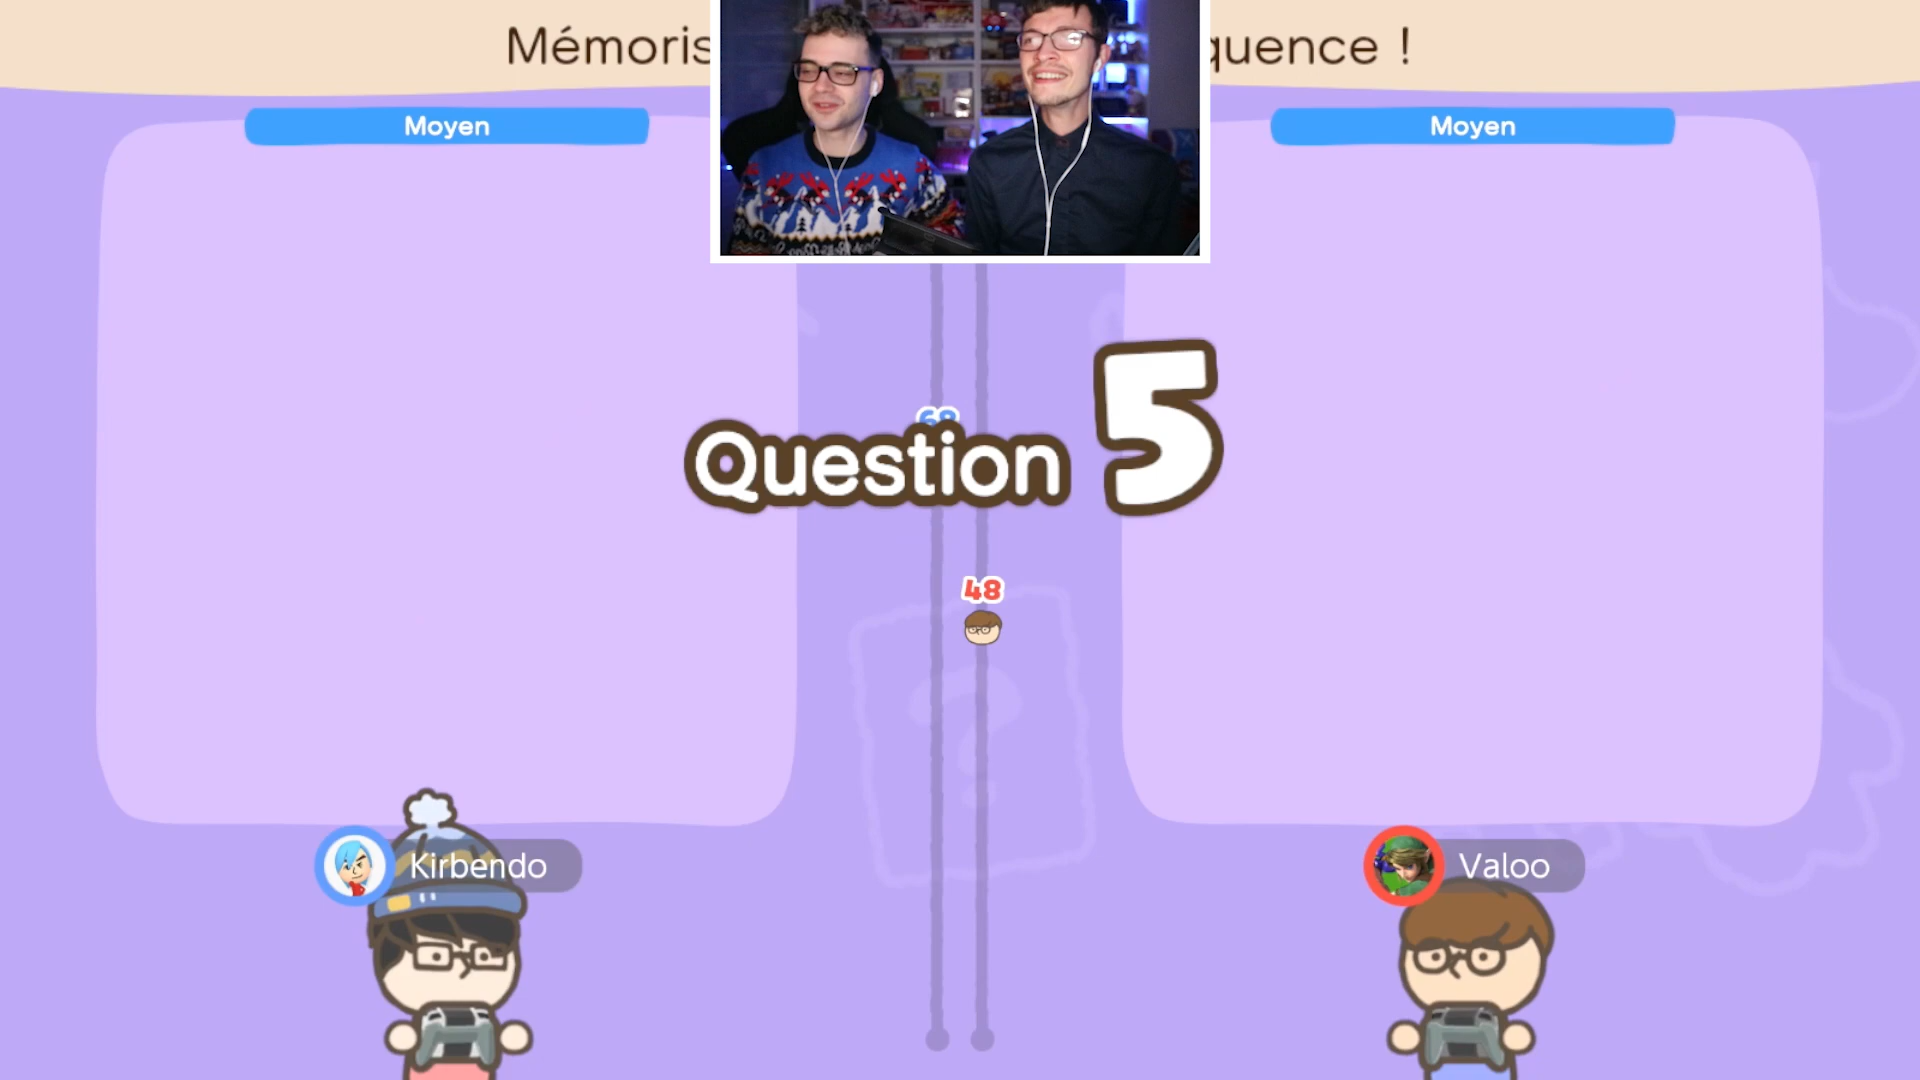 Mémoris quence !
Moyen
Moyen
Question 5
48
Kirbendo
Valoo